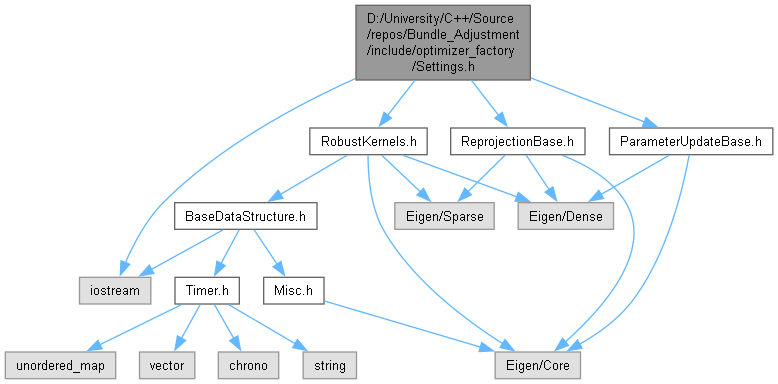 D:/University/C++/Source
/repos/Bundle_Adjustment
/include/optimizer_factory
/Settings.h
RobustKernels.h
ReprojectionBase.h
ParameterUpdateBase.h
BaseDataStructure.h
Eigen/Sparse
Eigen/Dense
iostream
Timer.h
Misc.h
unordered_map
vector
chrono
string
Eigen/Core